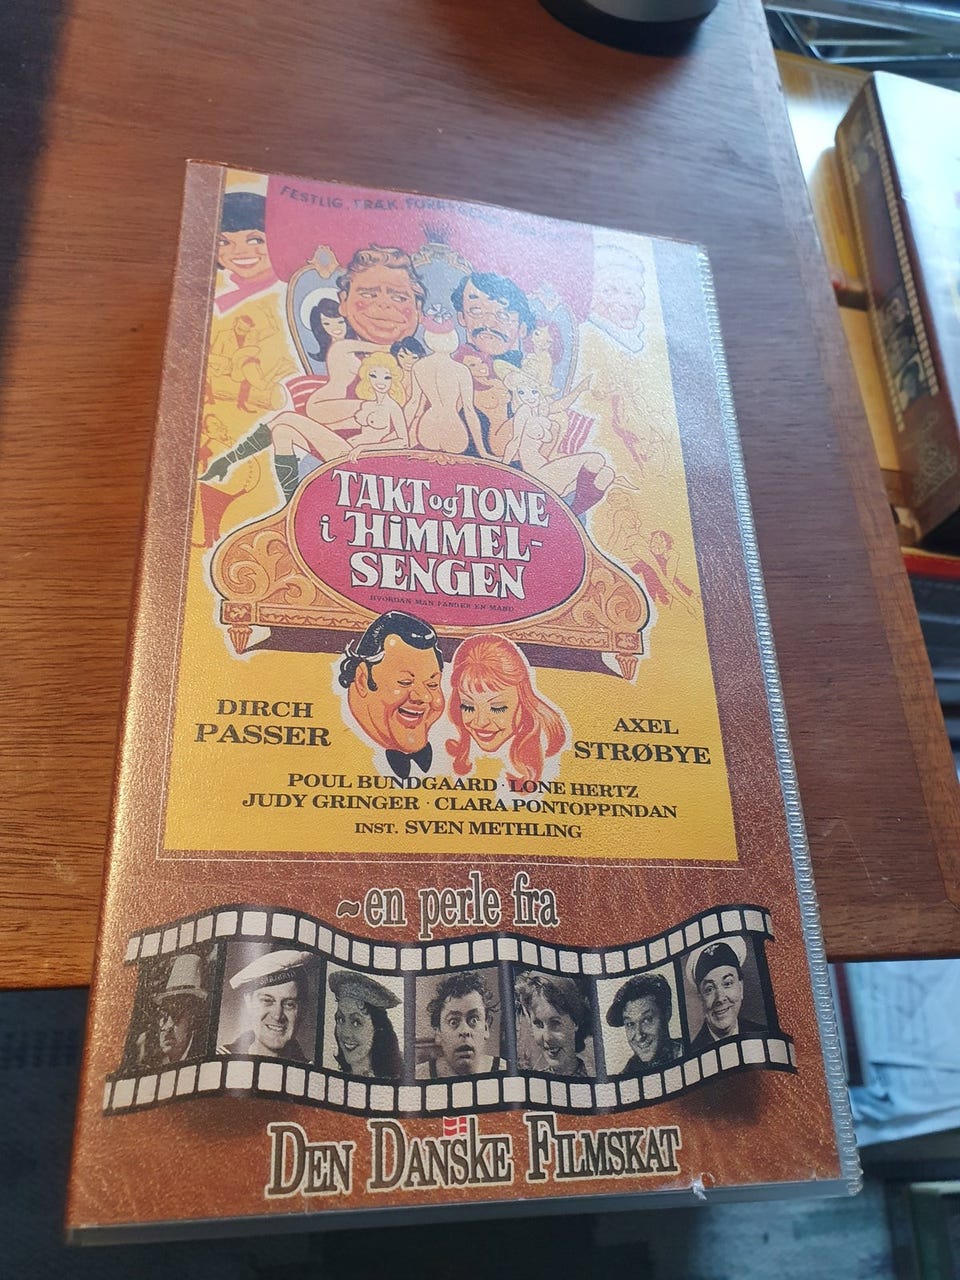 FESTLIG, FRÆK,
TAKT og TONE
i HiMMEL-
SENGEN
HVORDAN MAN FANGER EN MAND
DIRCH
PASSER
AXEL
STRØBYE
POUL BUNDGAARD · LONE HERTZ
JUDY GRINGER · CLARA PONTOPPINDAN
INST. SVEN METHLING
~en perle fra
DEN DANSKE FILMSKAT